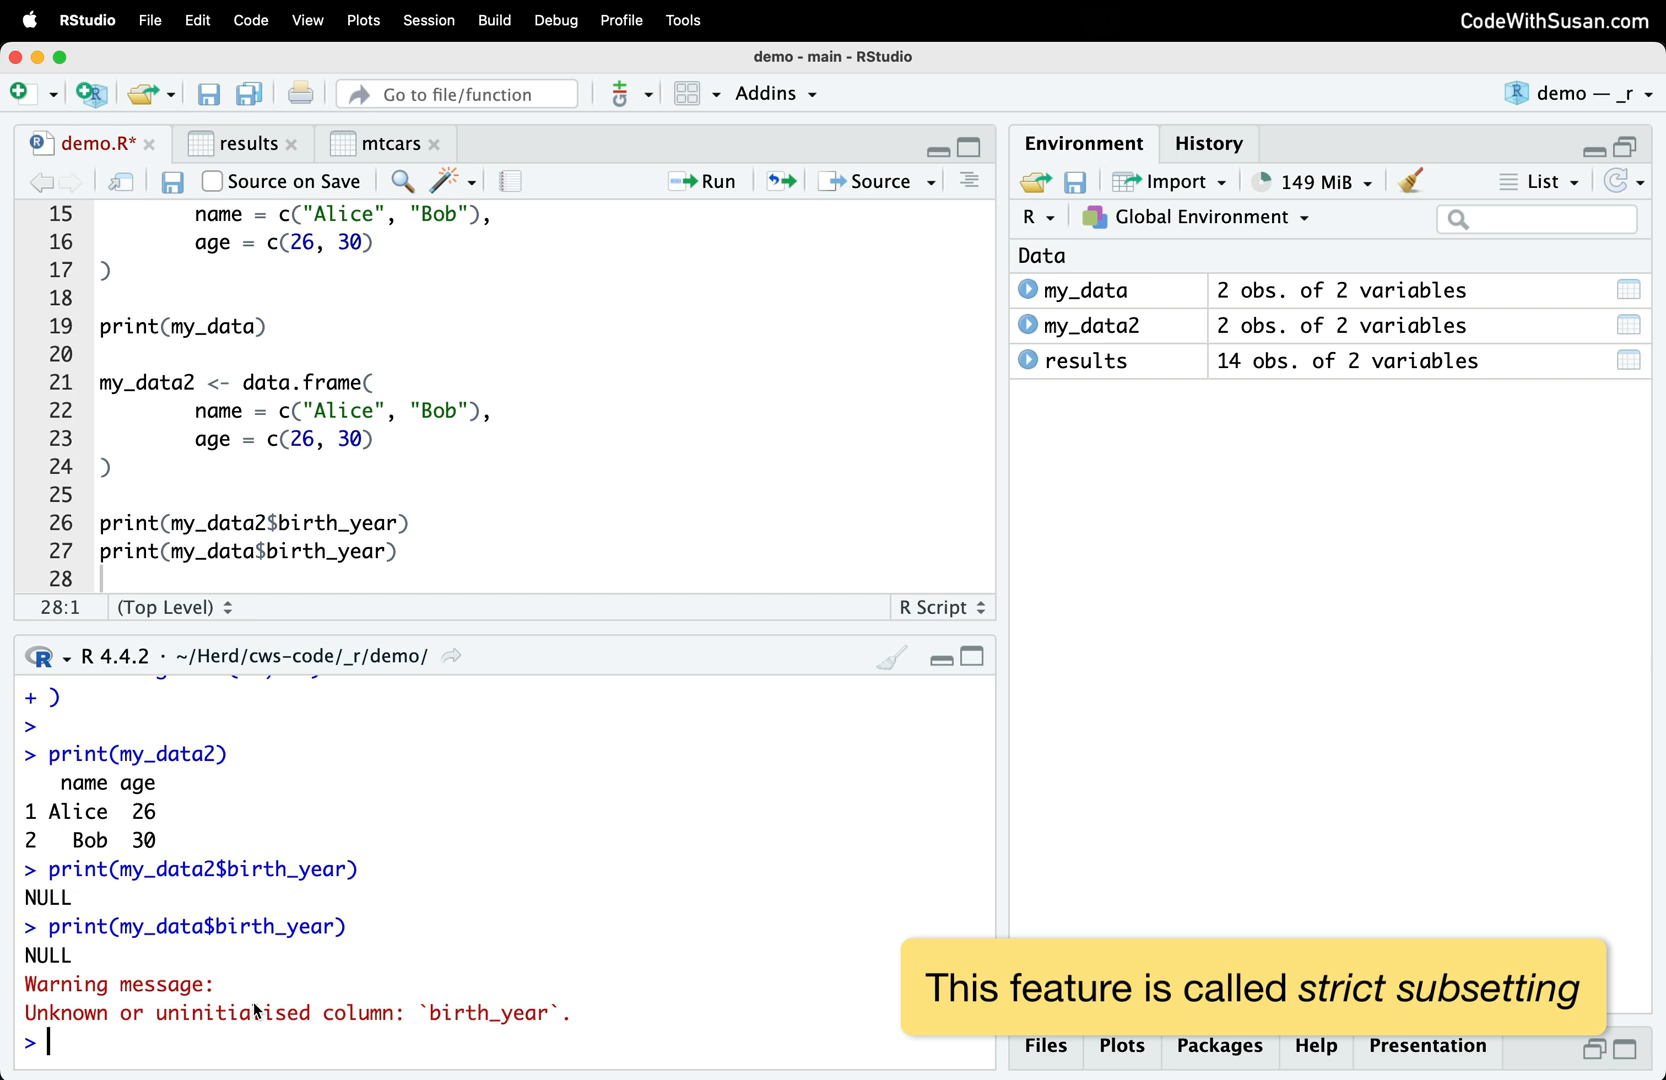 RStudio File Edit Code View Plots Session Build Debug Profile Tools CodeWithSusan.com
demo - main - RStudio
Go to file/function Addins demo — _r
demo.R* results mtcars
Source on Save Run Source
15 name = c("Alice", "Bob"),
16 age = c(26, 30)
17 )
18
19 print(my_data)
20
21 my_data2 <- data.frame(
22 name = c("Alice", "Bob"),
23 age = c(26, 30)
24 )
25
26 print(my_data2$birth_year)
27 print(my_data$birth_year)
28
28:1 (Top Level) R Script
R 4.4.2 · ~/Herd/cws-code/_r/demo/
+ )
>
> print(my_data2)
name age
1 Alice 26
2 Bob 30
> print(my_data2$birth_year)
NULL
> print(my_data$birth_year)
NULL
Warning message:
Unknown or uninitialised column: `birth_year`.
>
Environment History
Import 149 MiB List
R Global Environment
Data
my_data 2 obs. of 2 variables
my_data2 2 obs. of 2 variables
results 14 obs. of 2 variables
This feature is called strict subsetting
Files Plots Packages Help Presentation